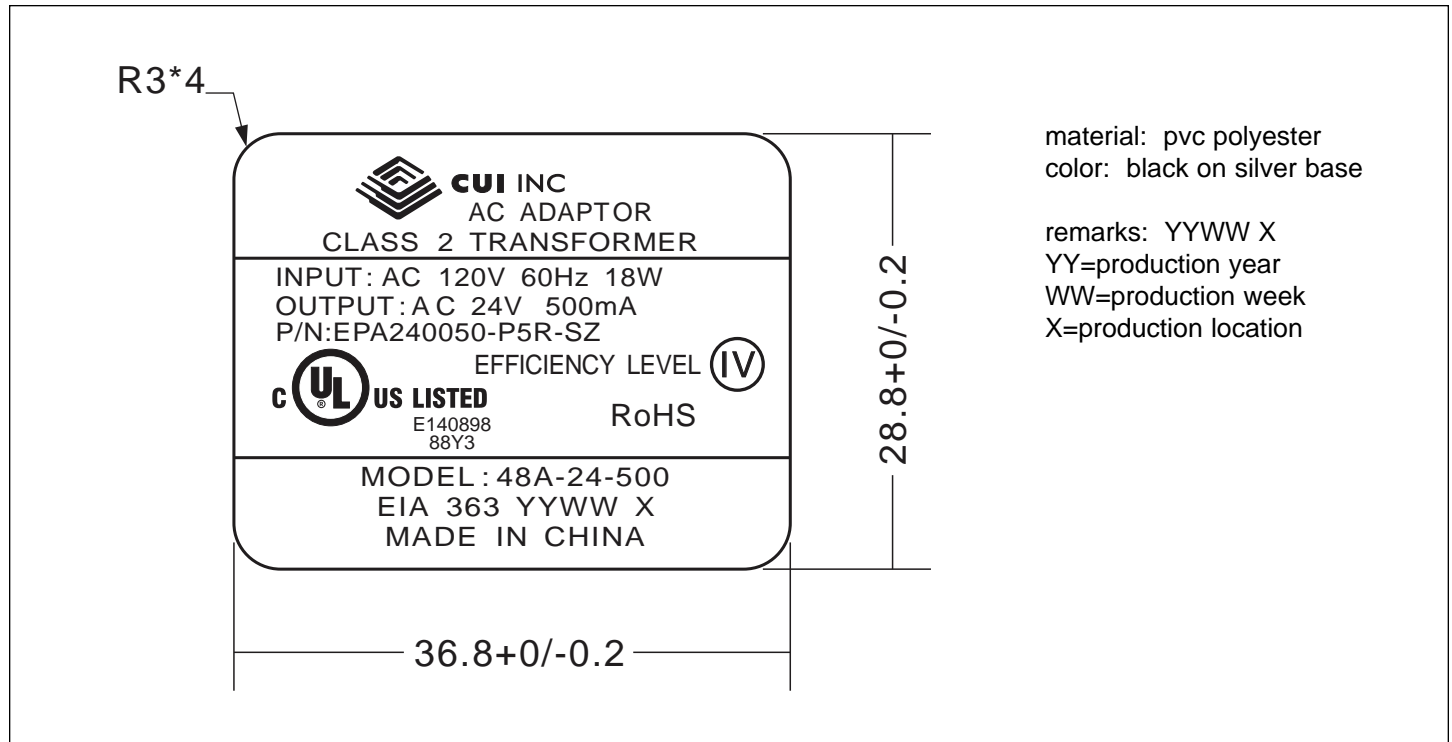 R3*4
CUI INC
AC ADAPTOR
CLASS 2 TRANSFORMER
INPUT: AC 120V 60Hz 18W
OUTPUT: AC 24V 500mA
P/N:EPA240050-P5R-SZ
EFFICIENCY LEVEL IV
C UL ® US LISTED
RoHS
E140898
88Y3
MODEL: 48A-24-500
EIA 363 YYWW X
MADE IN CHINA
36.8+0/-0.2
28.8+0/-0.2
material: pvc polyester
color: black on silver base
remarks: YYWW X
YY=production year
WW=production week
X=production location